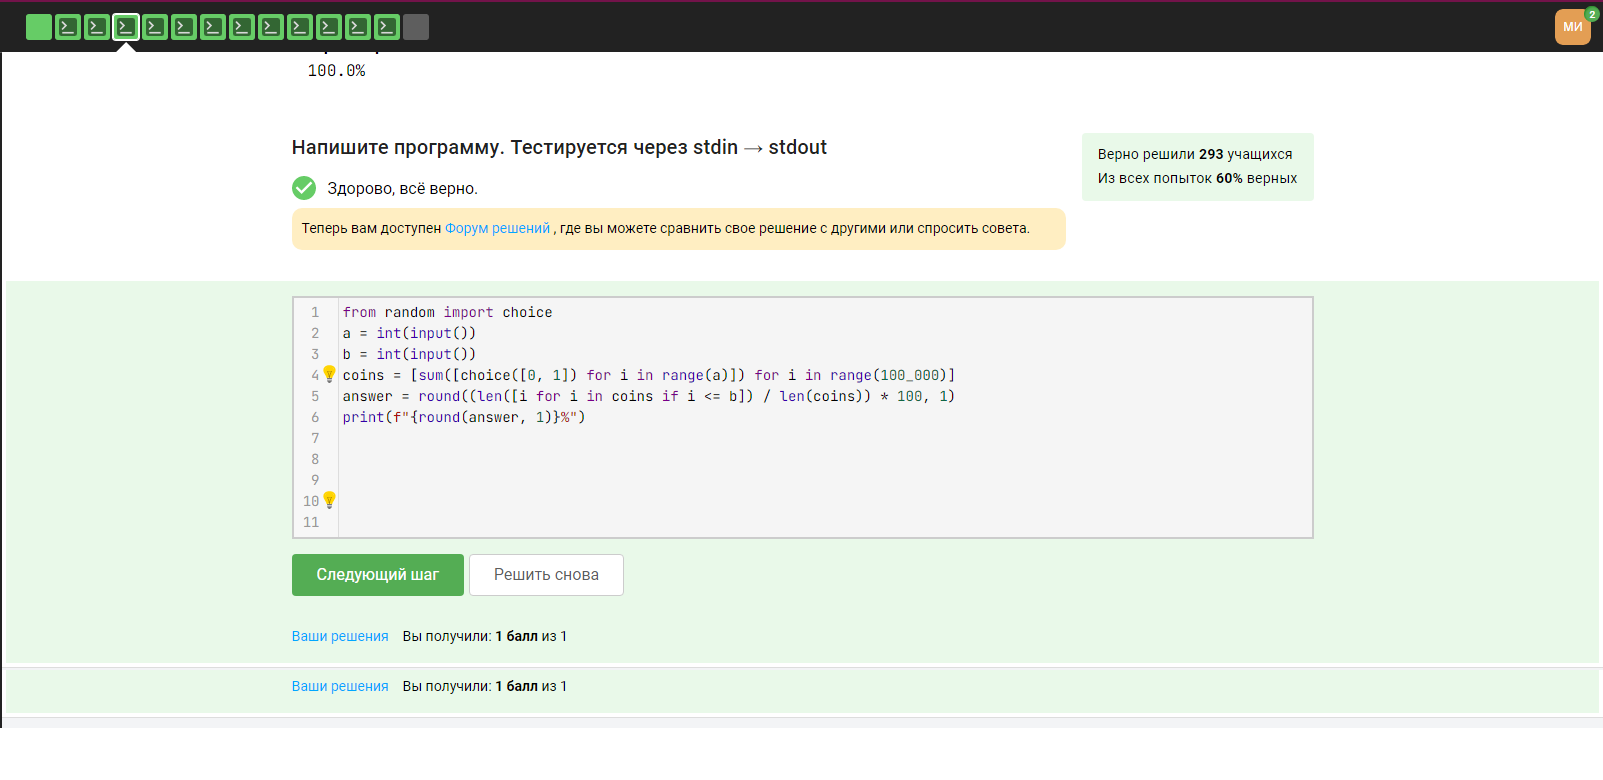 МИ
2
100.0%
Напишите программу. Тестируется через stdin → stdout
Верно решили 293 учащихся
Из всех попыток 60% верных
Здорово, всё верно.
Теперь вам доступен Форум решений , где вы можете сравнить свое решение с другими или спросить совета.
1 from random import choice
2 a = int(input())
3 b = int(input())
4 coins = [sum([choice([0, 1]) for i in range(a)]) for i in range(100_000)]
5 answer = round((len([i for i in coins if i <= b]) / len(coins)) * 100, 1)
6 print(f"{round(answer, 1)}%")
7
8
9
10
11
Следующий шаг
Решить снова
Ваши решения Вы получили: 1 балл из 1
Ваши решения Вы получили: 1 балл из 1